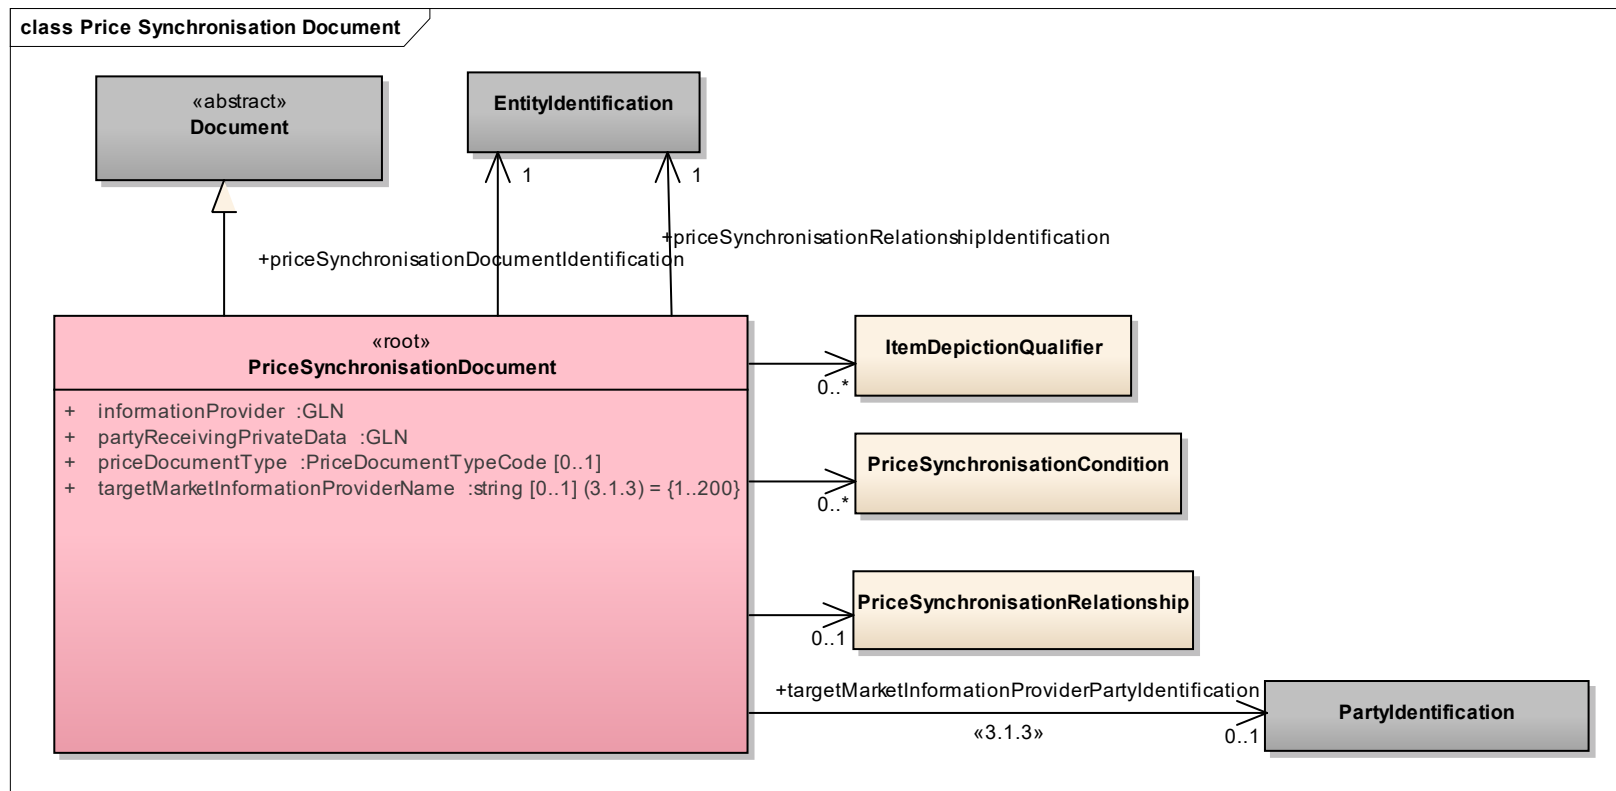 class Price Synchronisation Document
«abstract»
Document
EntityIdentification
1
1
+priceSynchronisationRelationshipIdentification
+priceSynchronisationDocumentIdentification
«root»
PriceSynchronisationDocument
+ informationProvider :GLN
+ partyReceivingPrivateData :GLN
+ priceDocumentType :PriceDocumentTypeCode [0..1]
+ targetMarketInformationProviderName :string [0..1] (3.1.3) = {1..200}
ItemDepictionQualifier
0..*
PriceSynchronisationCondition
0..*
PriceSynchronisationRelationship
0..1
+targetMarketInformationProviderPartyIdentification
«3.1.3»
0..1
PartyIdentification